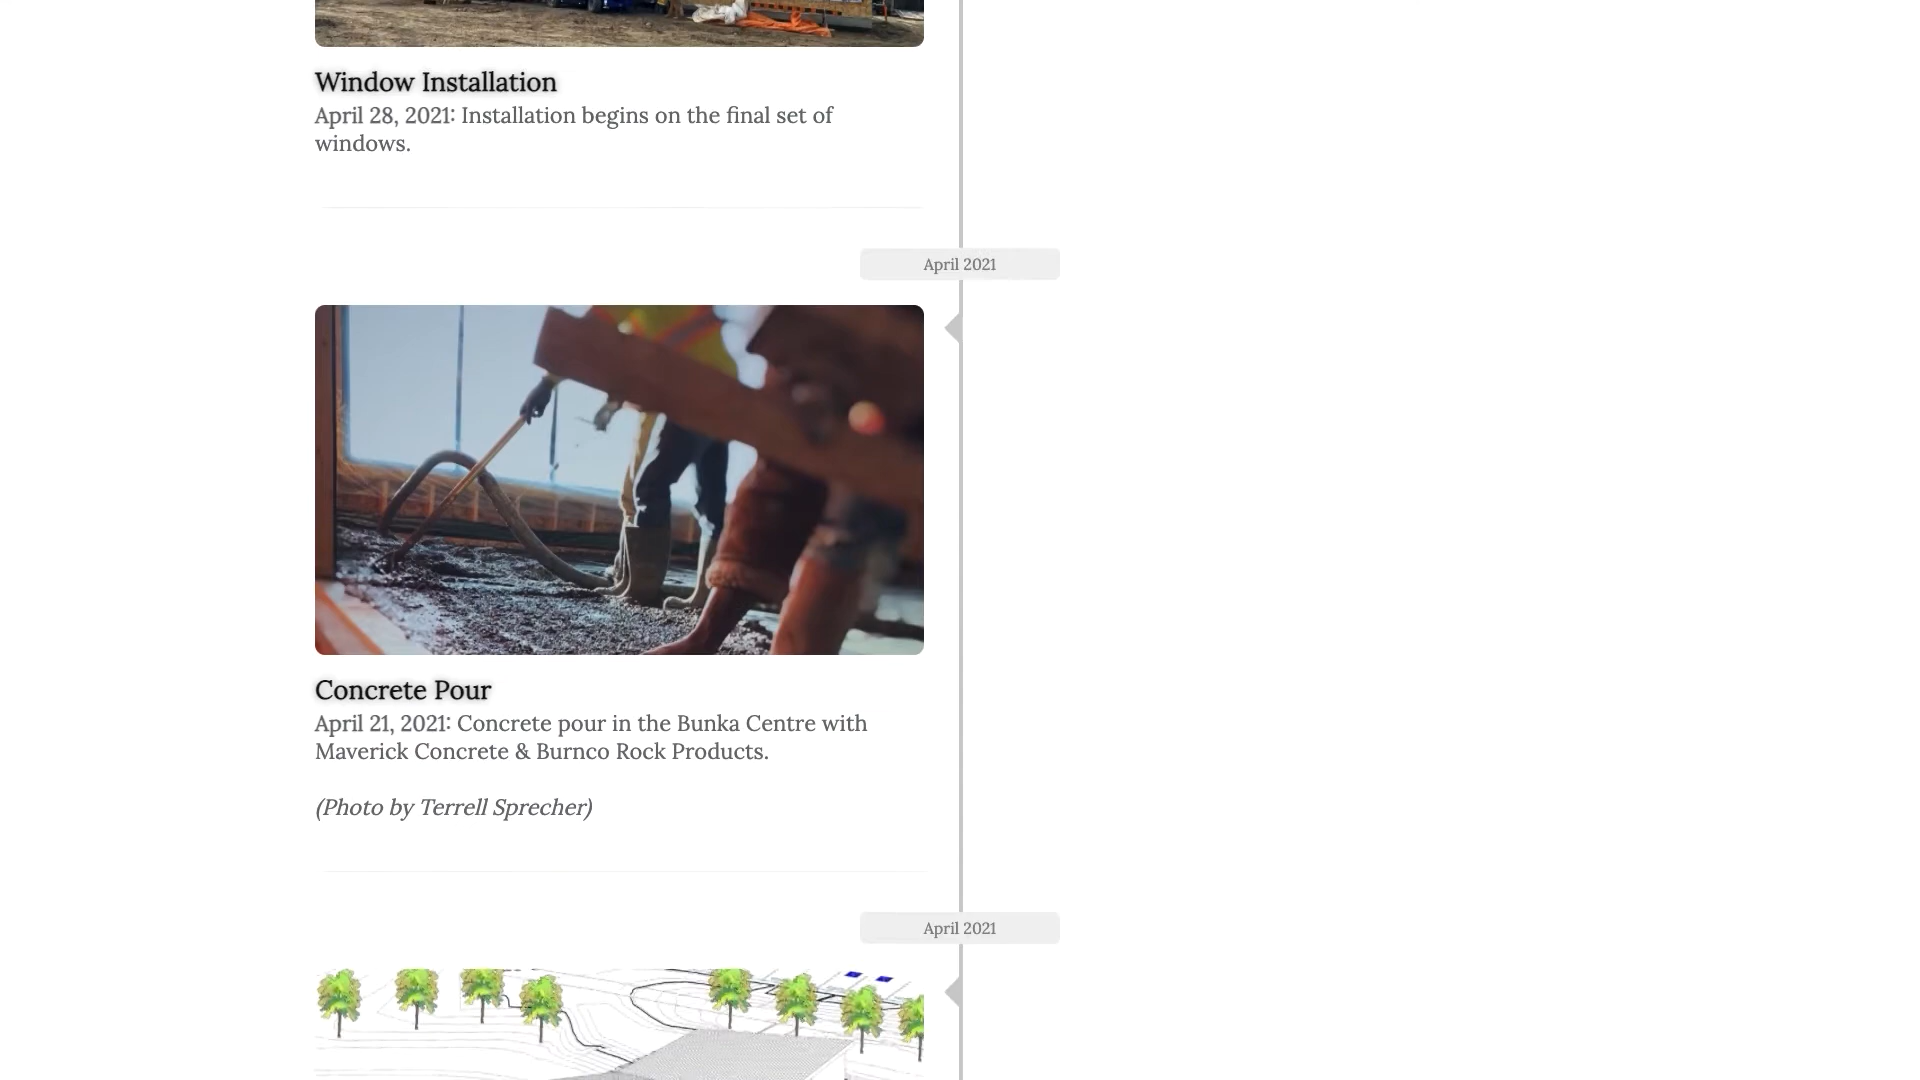 Window Installation
April 28, 2021: Installation begins on the final set of
windows.
April 2021
Concrete Pour
April 21, 2021: Concrete pour in the Bunka Centre with
Maverick Concrete & Burnco Rock Products.
(Photo by Terrell Sprecher)
April 2021